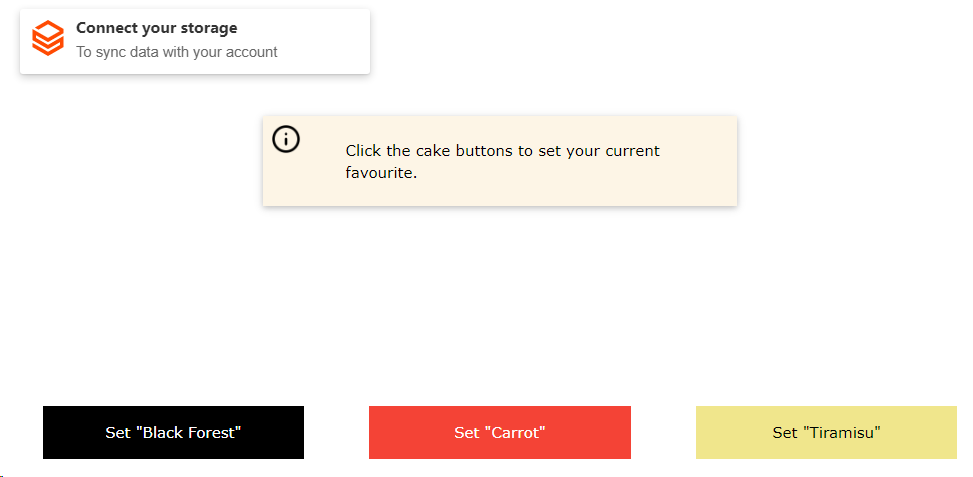 Connect your storage
To sync data with your account
Click the cake buttons to set your current
favourite.
Set "Black Forest"
Set "Carrot"
Set "Tiramisu"